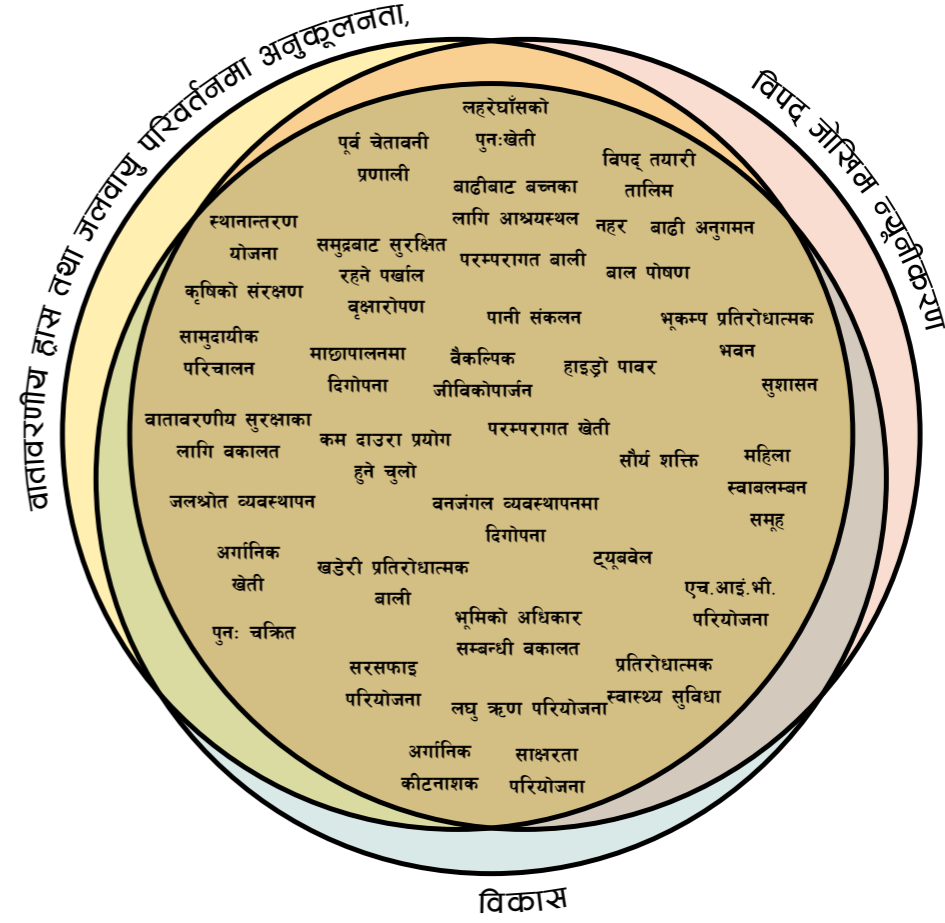 वातावरणीय ह्रास तथा जलवायु परिवर्तनमा अनुकूलनता,
विपद् जोखिम न्यूनीकरण
लहरेघाँसको
पुनःखेती
पूर्व चेतावनी
प्रणाली
बिपद् तयारी
तालिम
बाढीबाट बच्नका
लागि आश्रयस्थल
नहर
बाढी अनुगमन
स्थानान्तरण
योजना
समुद्रबाट सुरक्षित
रहने पर्खाल
बृक्षारोपण
परम्परागत बाली
बाल पोषण
कृषिको संरक्षण
पानी संकलन
भूकम्प प्रतिरोधात्मक
भवन
सामुदायीक
परिचालन
माछापालनमा
दिगोपना
वैकल्पिक
जीविकोपार्जन
हाइड्रो पावर
सुशासन
वातावरणीय सुरक्षाका
लागि बकालत
कम दाउरा प्रयोग
हुने चुलो
परम्परागत खेती
सौर्य शक्ति
महिला
स्वाबलम्बन
समूह
जलश्रोत व्यवस्थापन
बनजंगल व्यवस्थापनमा
दिगोपना
अर्गानिक
खेती
खडेरी प्रतिरोधात्मक
बाली
ट्यूबवेल
एच.आइं.भी.
परियोजना
पुनः चक्रित
भूमिको अधिकार
सम्बन्धी बकालत
सरसफाइ
परियोजना
प्रतिरोधात्मक
स्वास्थ्य सुविधा
लघु ऋण परियोजना
अर्गानिक
कीटनाशक
साक्षरता
परियोजना
विकास